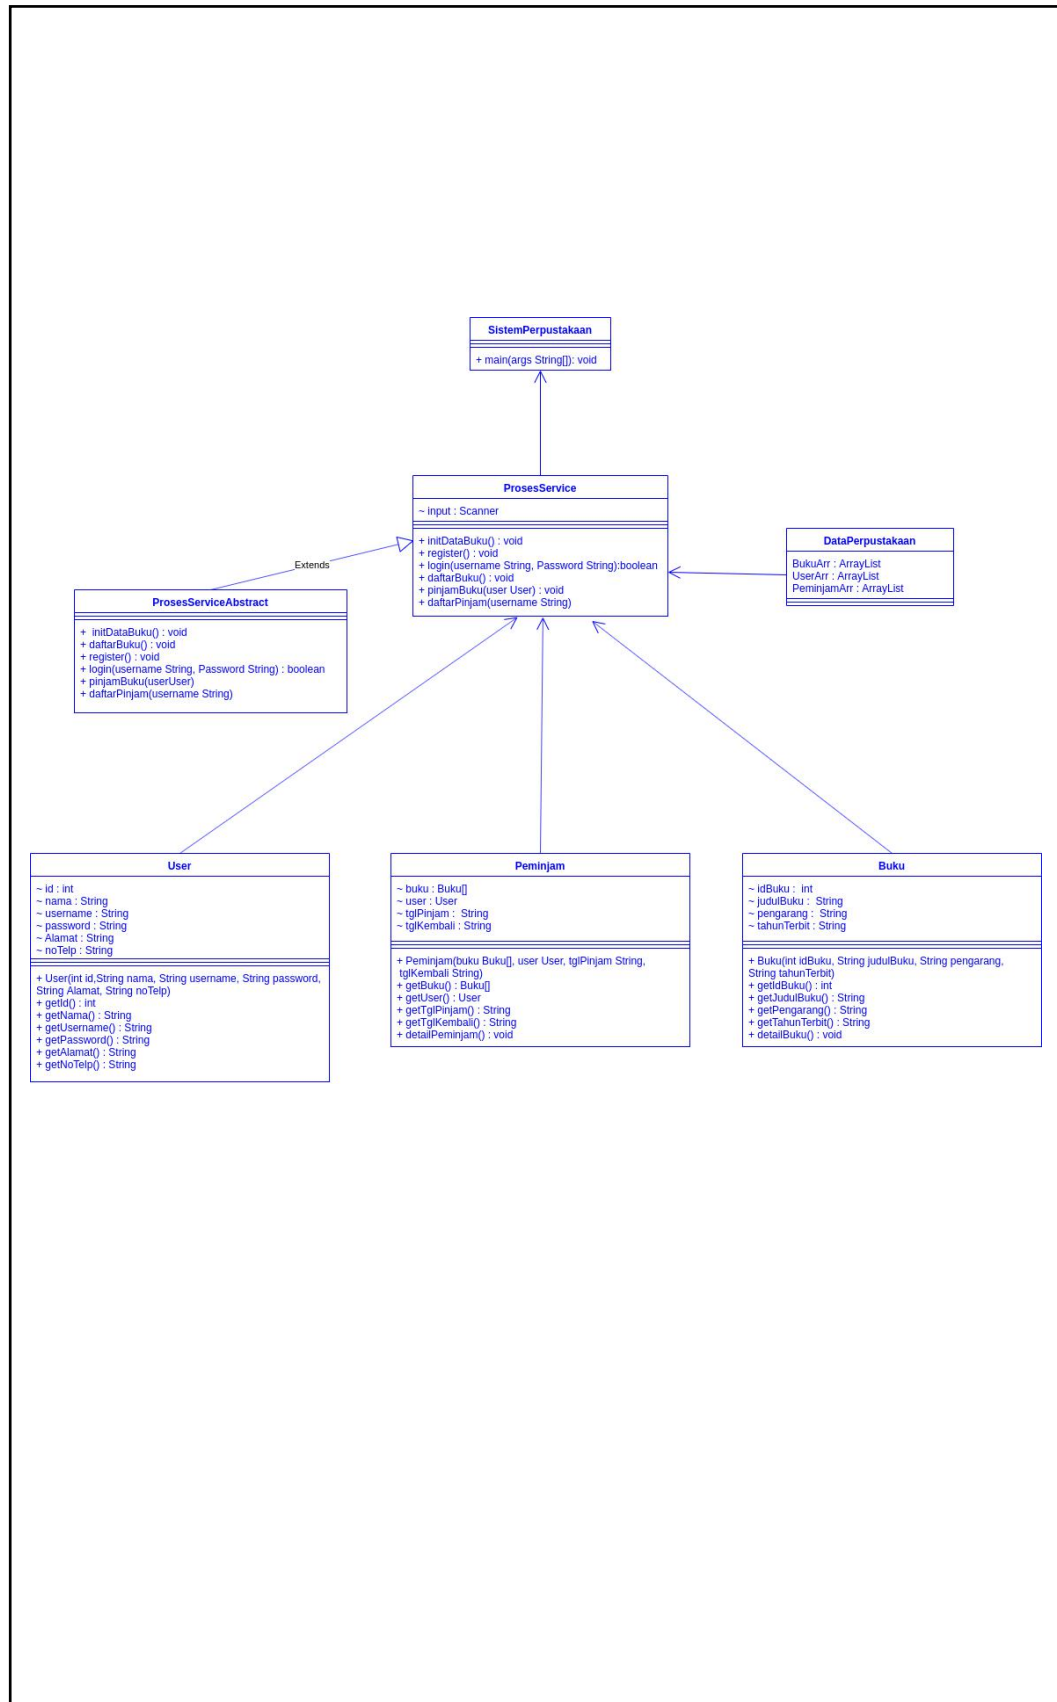 SistemPerpustakaan
+ main(args String[]): void
ProsesService
~ input : Scanner
+ initDataBuku() : void
+ register() : void
+ login(username String, Password String):boolean
+ daftarBuku() : void
+ pinjamBuku(user User) : void
+ daftarPinjam(username String)
DataPerpustakaan
BukuArr : ArrayList
UserArr : ArrayList
PeminjamArr : ArrayList
Extends
ProsesServiceAbstract
+  initDataBuku() : void
+ daftarBuku() : void
+ register() : void
+ login(username String, Password String) : boolean
+ pinjamBuku(userUser)
+ daftarPinjam(username String)
User
~ id : int
~ nama : String
~ username : String
~ password : String
~ Alamat : String
~ noTelp : String
+ User(int id,String nama, String username, String password,
String Alamat, String noTelp)
+ getId() : int
+ getNama() : String
+ getUsername() : String
+ getPassword() : String
+ getAlamat() : String
+ getNoTelp() : String
Peminjam
~ buku : Buku[]
~ user : User
~ tglPinjam :  String
~ tglKembali : String
+ Peminjam(buku Buku[], user User, tglPinjam String,
tglKembali String)
+ getBuku() : Buku[]
+ getUser() : User
+ getTglPinjam() : String
+ getTglKembali() : String
+ detailPeminjam() : void
Buku
~ idBuku :  int
~ judulBuku :  String
~ pengarang :  String
~ tahunTerbit : String
+ Buku(int idBuku, String judulBuku, String pengarang,
String tahunTerbit)
+ getIdBuku() : int
+ getJudulBuku() : String
+ getPengarang() : String
+ getTahunTerbit() : String
+ detailBuku() : void